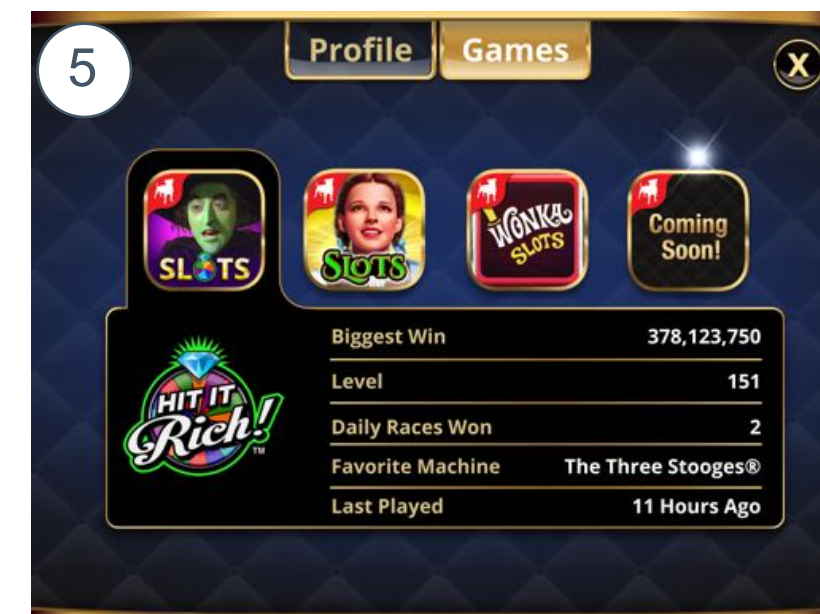 5
Profile Games
X
SLOTS SLOTS WONKA SLOTS Coming Soon!
HIT IT Rich! TM
Biggest Win 378,123,750
Level 151
Daily Races Won 2
Favorite Machine The Three Stooges®
Last Played 11 Hours Ago